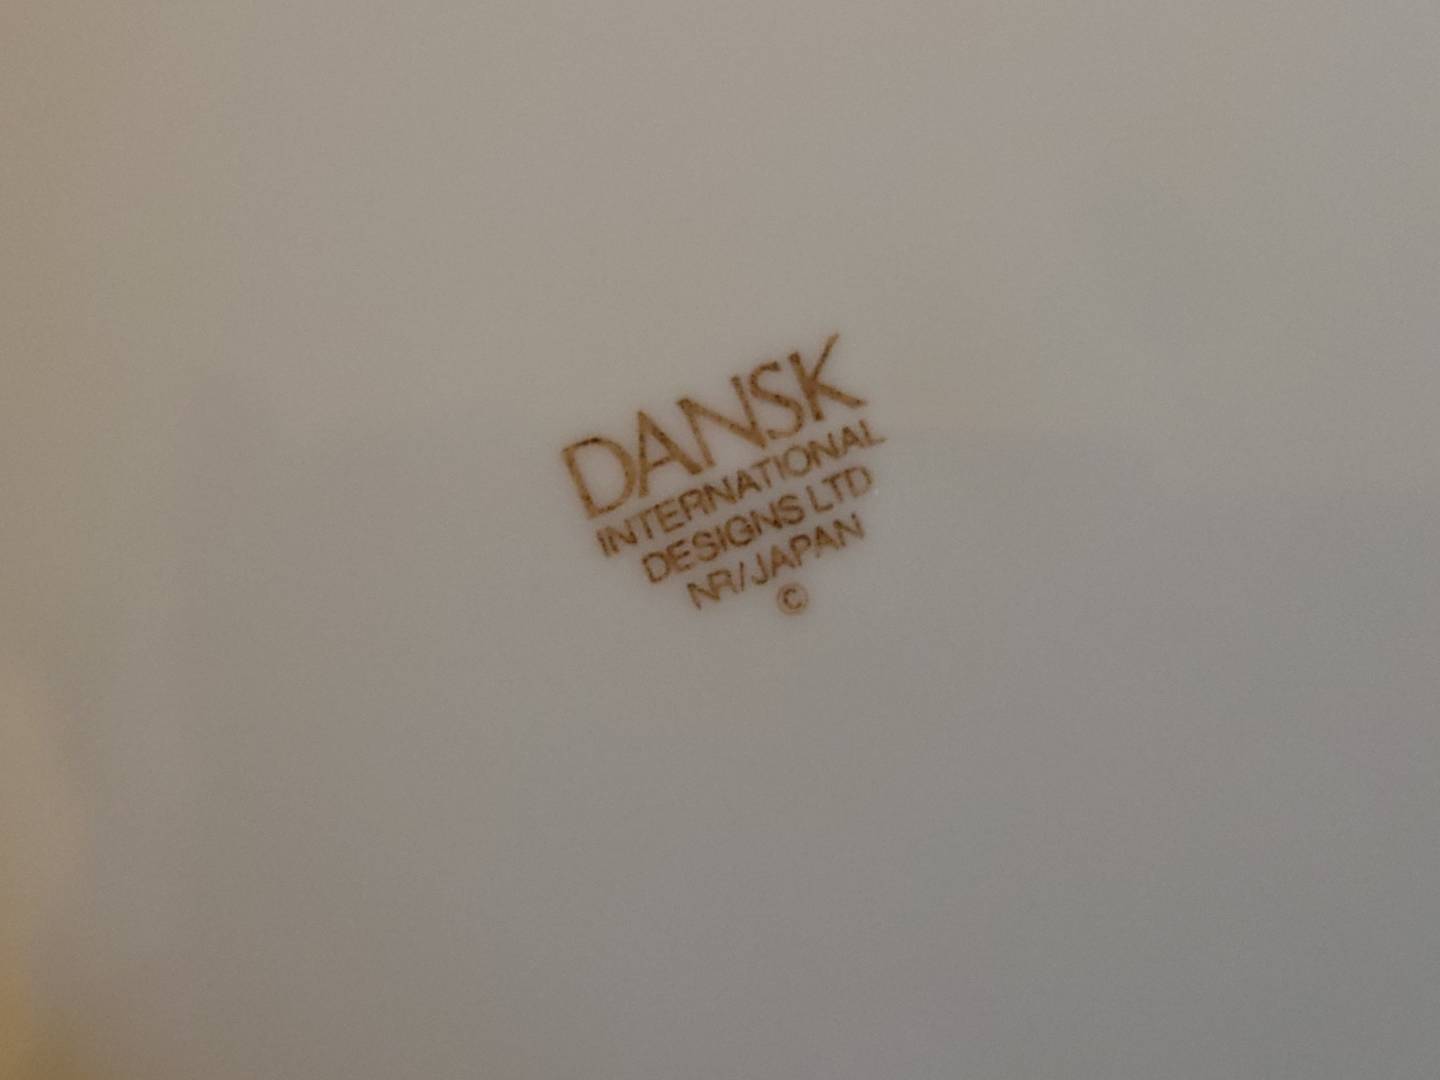 DANSK
INTERNATIONAL
DESIGNS LTD
NR/JAPAN
©